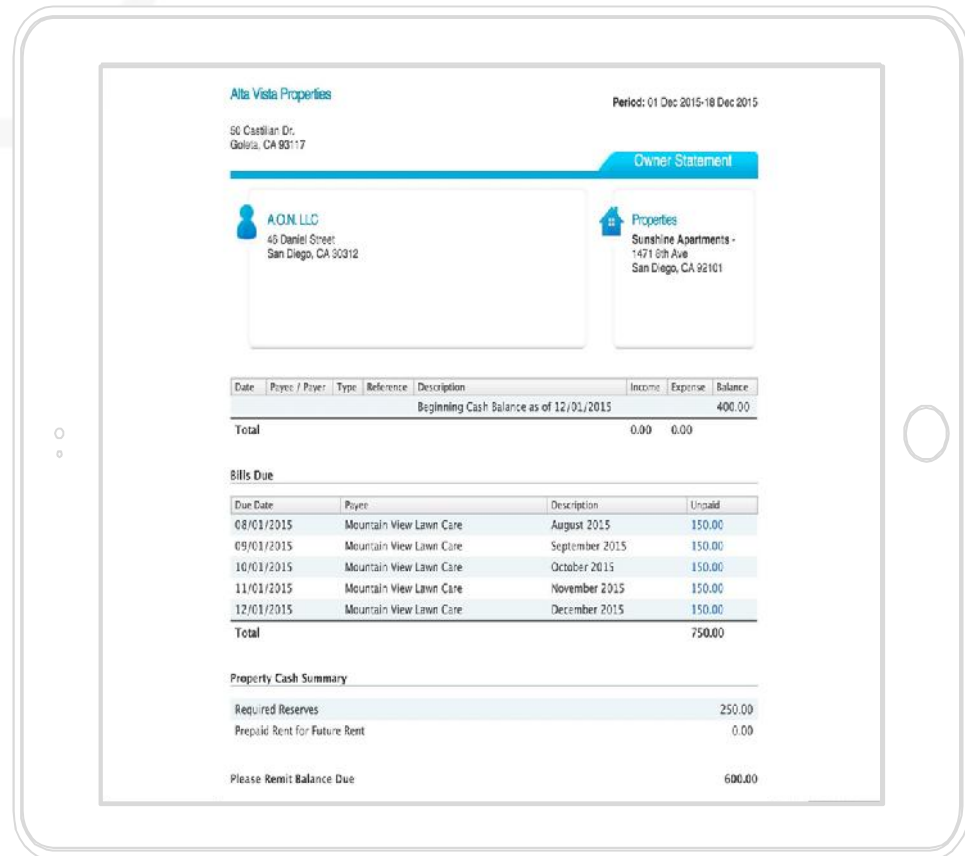 Alta Vista Properties
Period: 01 Dec 2015-18 Dec 2015
50 Castilian Dr.
Goleta, CA 93117
Owner Statement
A.O.N. LLC
46 Daniel Street
San Diego, CA 30312
Properties
Sunshine Apartments -
1471 8th Ave
San Diego, CA 92101
Date Payee / Payer Type Reference Description Income Expense Balance
Beginning Cash Balance as of 12/01/2015 400.00
Total 0.00 0.00
Bills Due
Due Date Payee Description Unpaid
08/01/2015 Mountain View Lawn Care August 2015 150.00
09/01/2015 Mountain View Lawn Care September 2015 150.00
10/01/2015 Mountain View Lawn Care October 2015 150.00
11/01/2015 Mountain View Lawn Care November 2015 150.00
12/01/2015 Mountain View Lawn Care December 2015 150.00
Total 750.00
Property Cash Summary
Required Reserves 250.00
Prepaid Rent for Future Rent 0.00
Please Remit Balance Due 600.00